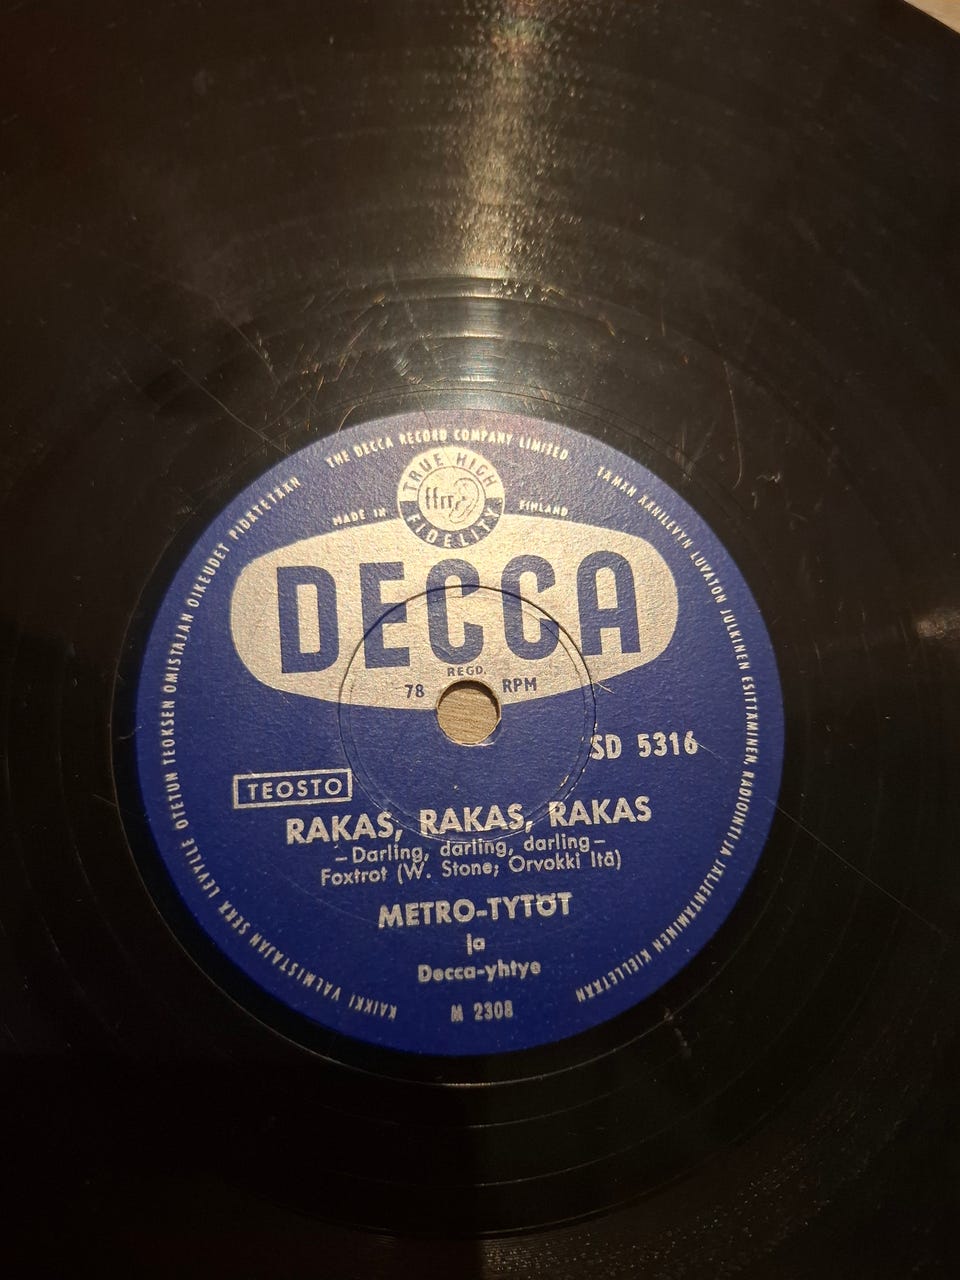 THE DECCA RECORD COMPANY LIMITED
TÄMÄN ÄÄNILEVYN LUVATON JULKINEN ESITTÄMINEN, RADIOINTI JA JÄLJENTÄMINEN KIELLETÄÄN
KAIKKI VALMISTAJAN SEKÄ LEVYLLE OTETUN TEOKSEN OMISTAJAN OIKEUDET PIDÄTETÄÄN
TRUE HIGH
ffrr
FIDELITY
MADE IN FINLAND
DECCA
REGD.
78 RPM
SD 5316
TEOSTO
RAKAS, RAKAS, RAKAS
–Darling, darling, darling–
Foxtrot (W. Stone; Orvokki Itä)
METRO-TYTÖT
ja
Decca-yhtye
M 2308